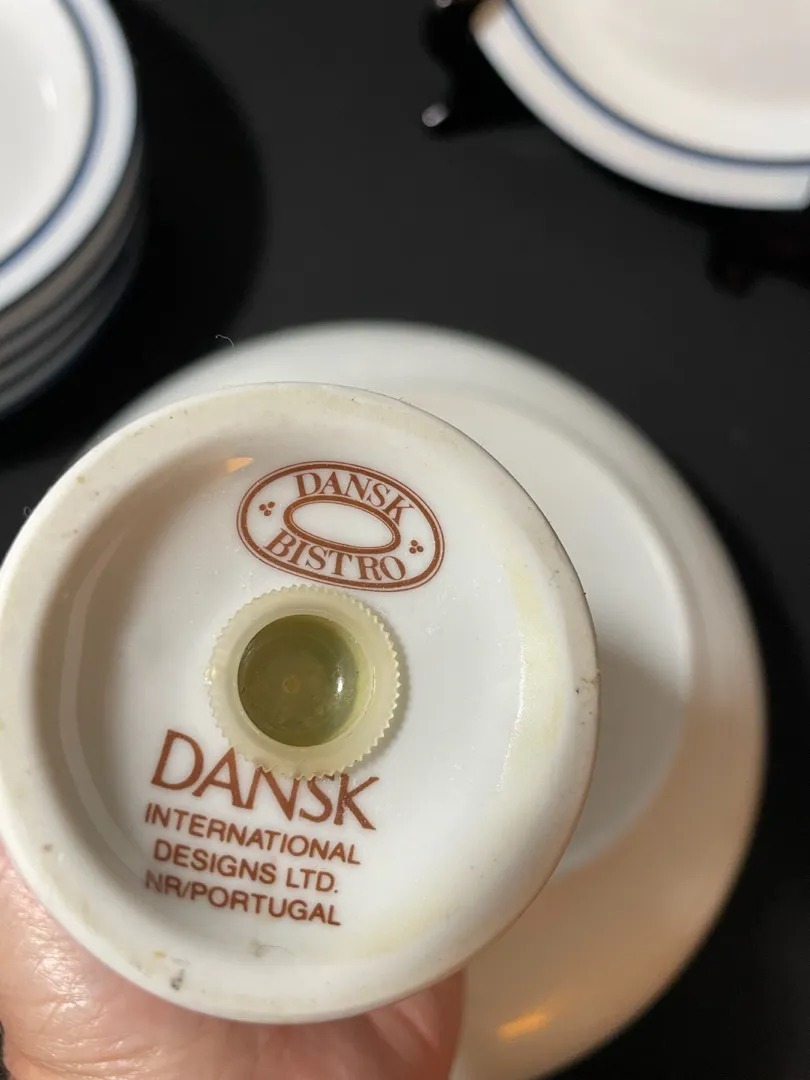 DANSK
BISTRO
DANSK
INTERNATIONAL
DESIGNS LTD.
NR/PORTUGAL